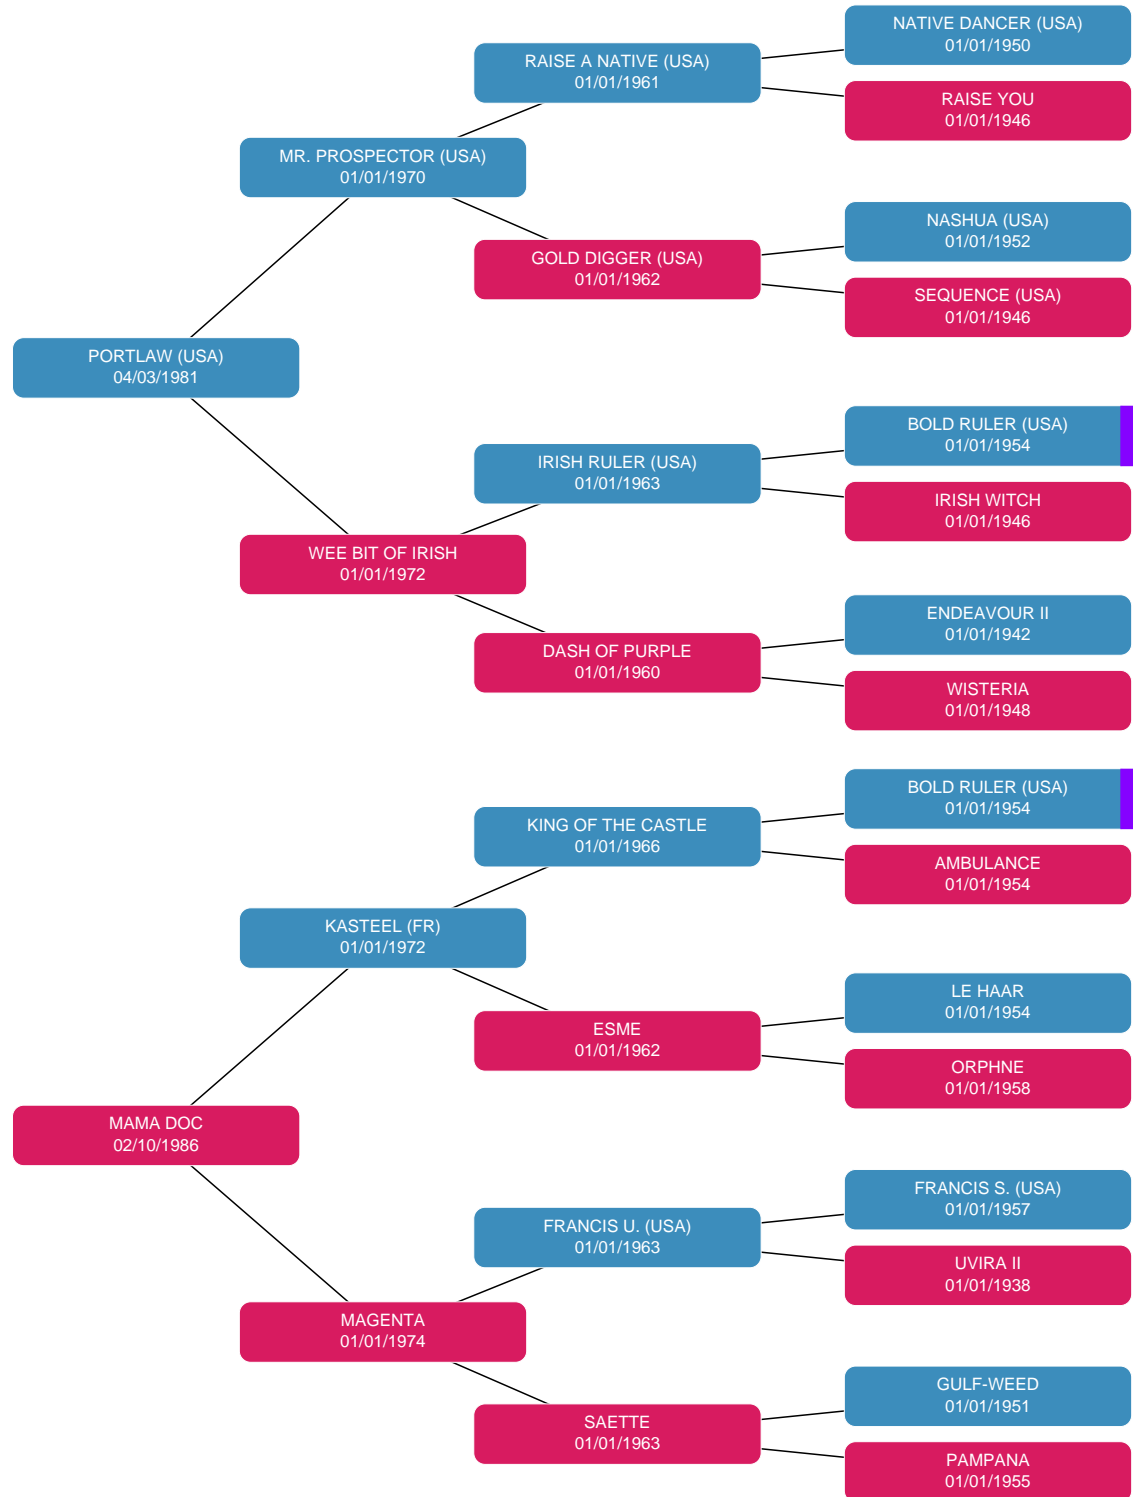 NATIVE DANCER (USA)
01/01/1950
RAISE A NATIVE (USA)
01/01/1961
RAISE YOU
01/01/1946
MR. PROSPECTOR (USA)
01/01/1970
NASHUA (USA)
01/01/1952
GOLD DIGGER (USA)
01/01/1962
SEQUENCE (USA)
01/01/1946
PORTLAW (USA)
04/03/1981
BOLD RULER (USA)
01/01/1954
IRISH RULER (USA)
01/01/1963
IRISH WITCH
01/01/1946
WEE BIT OF IRISH
01/01/1972
ENDEAVOUR II
01/01/1942
DASH OF PURPLE
01/01/1960
WISTERIA
01/01/1948
BOLD RULER (USA)
01/01/1954
KING OF THE CASTLE
01/01/1966
AMBULANCE
01/01/1954
KASTEEL (FR)
01/01/1972
LE HAAR
01/01/1954
ESME
01/01/1962
ORPHNE
01/01/1958
MAMA DOC
02/10/1986
FRANCIS S. (USA)
01/01/1957
FRANCIS U. (USA)
01/01/1963
UVIRA II
01/01/1938
MAGENTA
01/01/1974
GULF-WEED
01/01/1951
SAETTE
01/01/1963
PAMPANA
01/01/1955